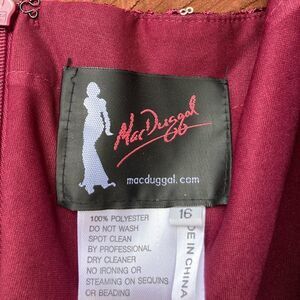 Mac Duggal
macduggal.com
100% POLYESTER
DO NOT WASH
SPOT CLEAN
BY PROFESSIONAL
DRY CLEANER
NO IRONING OR
STEAMING ON SEQUINS
OR BEADING
16
DE IN CHINA